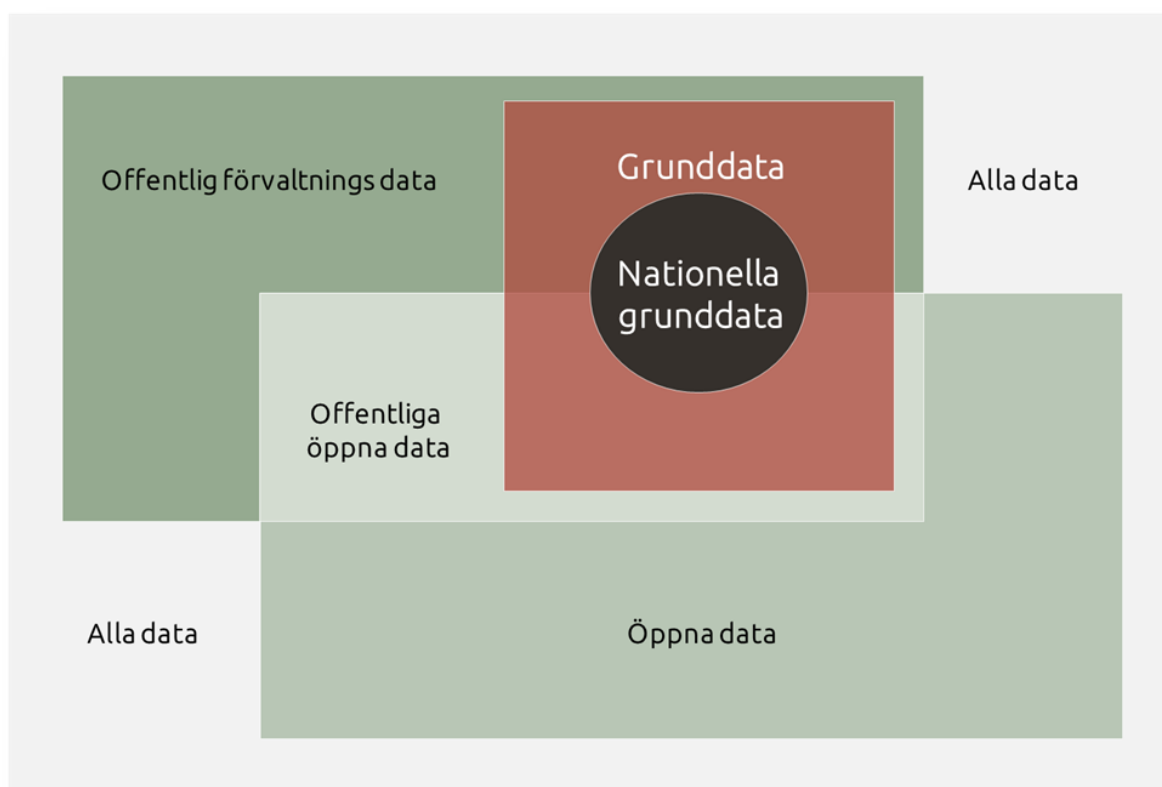 Grunddata
Offentlig förvaltnings data
Alla data
Nationella
grunddata
Offentliga
öppna data
Alla data
Öppna data